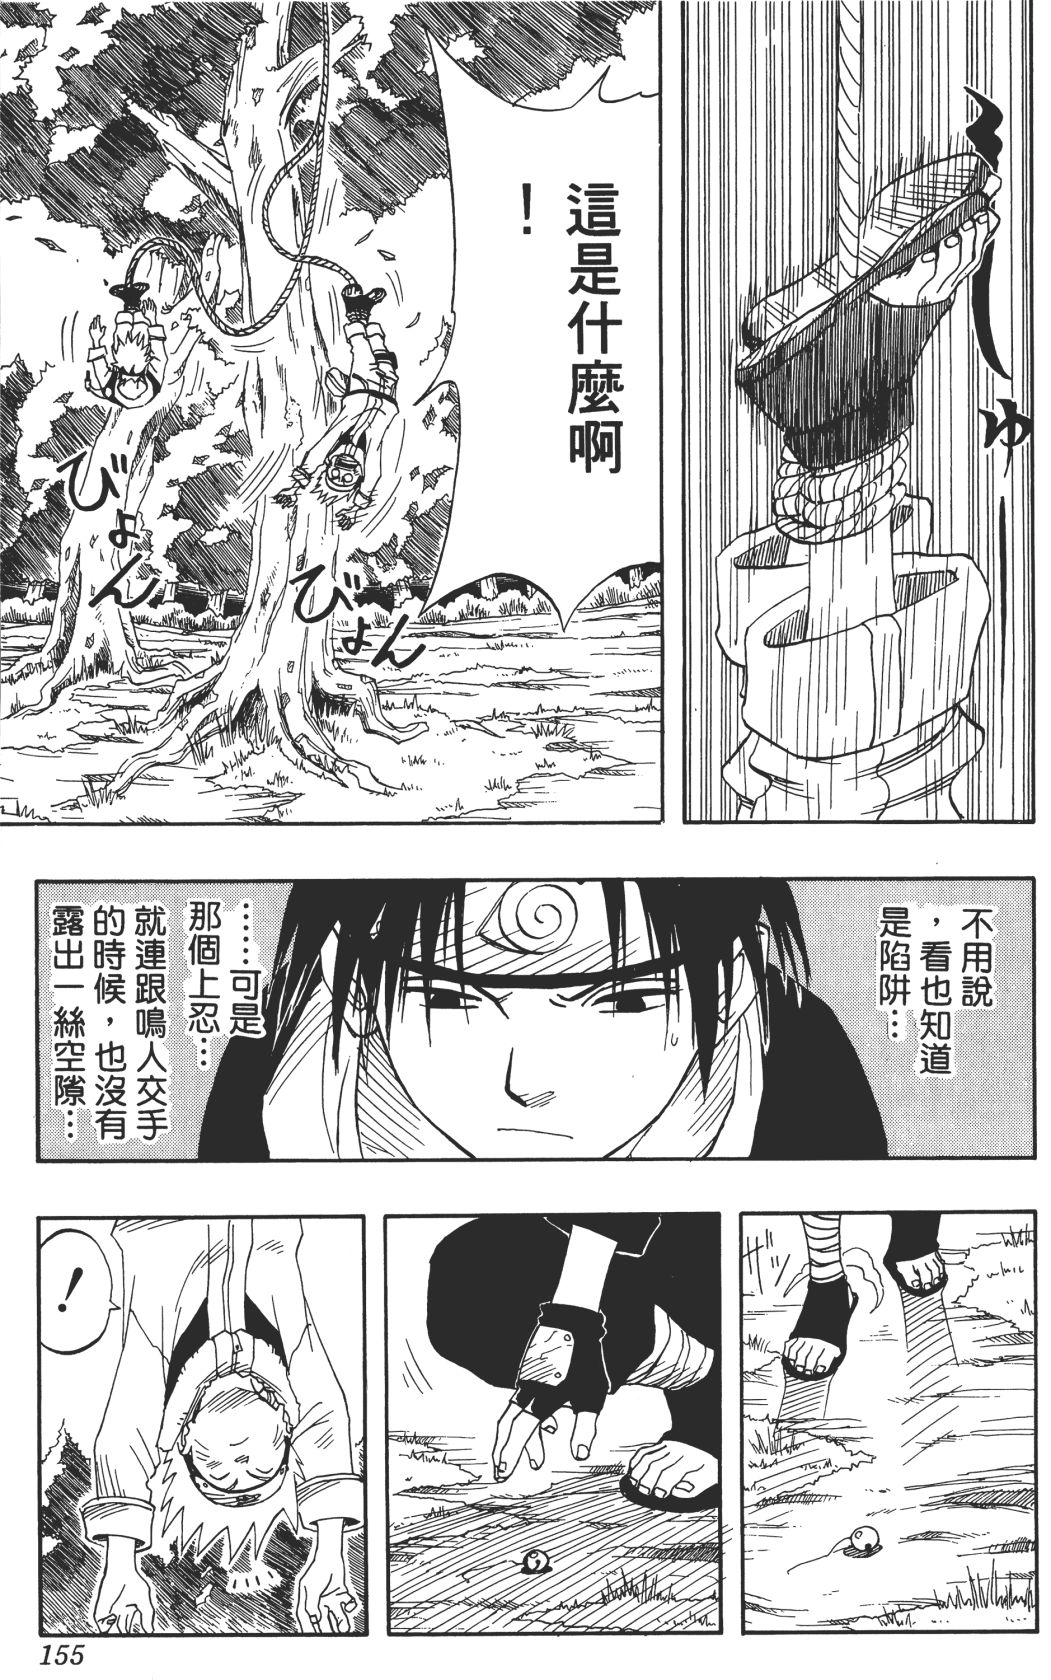 ゆ
這是什麼啊
！
びょん
びょん
不用說
，看也知道
是陷阱…
……可是
那個上忍…
就連跟鳴人交手
的時候，也沒有
露出一絲空隙…
！
155